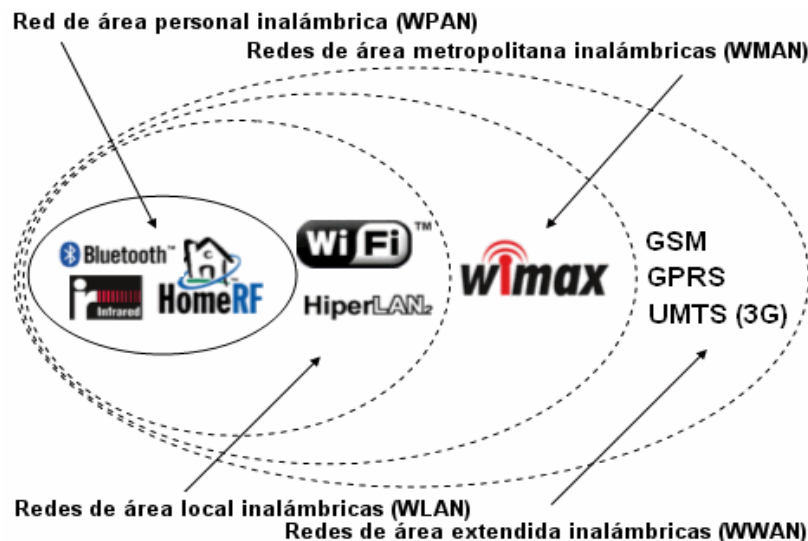 Red de área personal inalámbrica (WPAN)
Redes de área metropolitana inalámbricas (WMAN)
Bluetooth™
Infrared
HomeRF
WiFi™
HiperLAN2
wimax
GSM
GPRS
UMTS (3G)
Redes de área local inalámbricas (WLAN)
Redes de área extendida inalámbricas (WWAN)